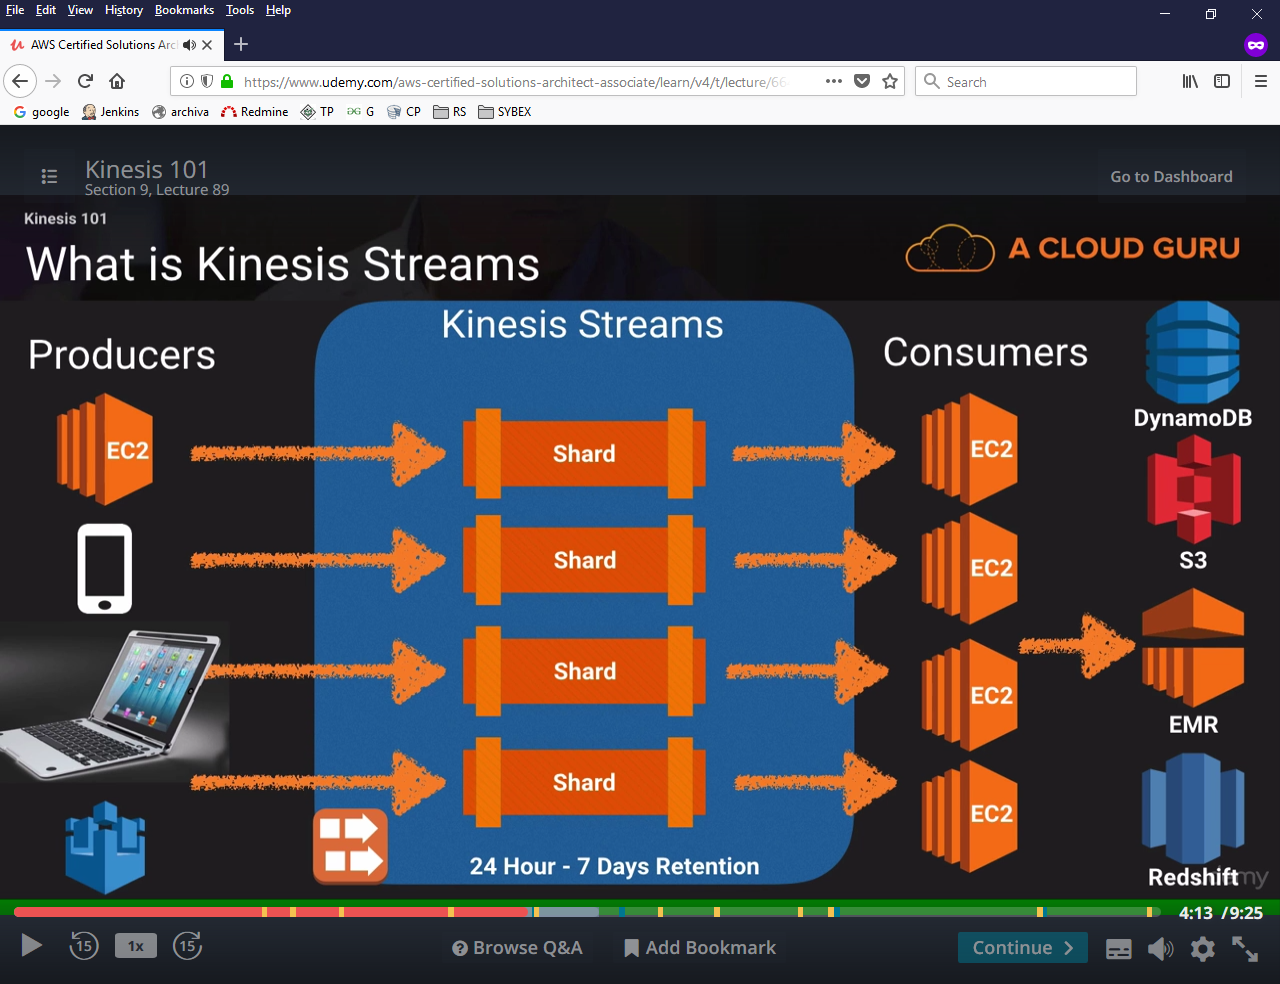 File Edit View History Bookmarks Tools Help
AWS Certified Solutions Arc
https://www.udemy.com/aws-certified-solutions-architect-associate/learn/v4/t/lecture/66
Search
google Jenkins archiva Redmine TP G CP RS SYBEX
Kinesis 101
Section 9, Lecture 89
Go to Dashboard
Kinesis 101
What is Kinesis Streams
A CLOUD GURU
Kinesis Streams
Producers
Consumers
DynamoDB
EC2
Shard
EC2
S3
Shard
EC2
Shard
EC2
EMR
Shard
EC2
24 Hour - 7 Days Retention
Redshift
4:13 / 9:25
15 1x 15
Browse Q&A
Add Bookmark
Continue